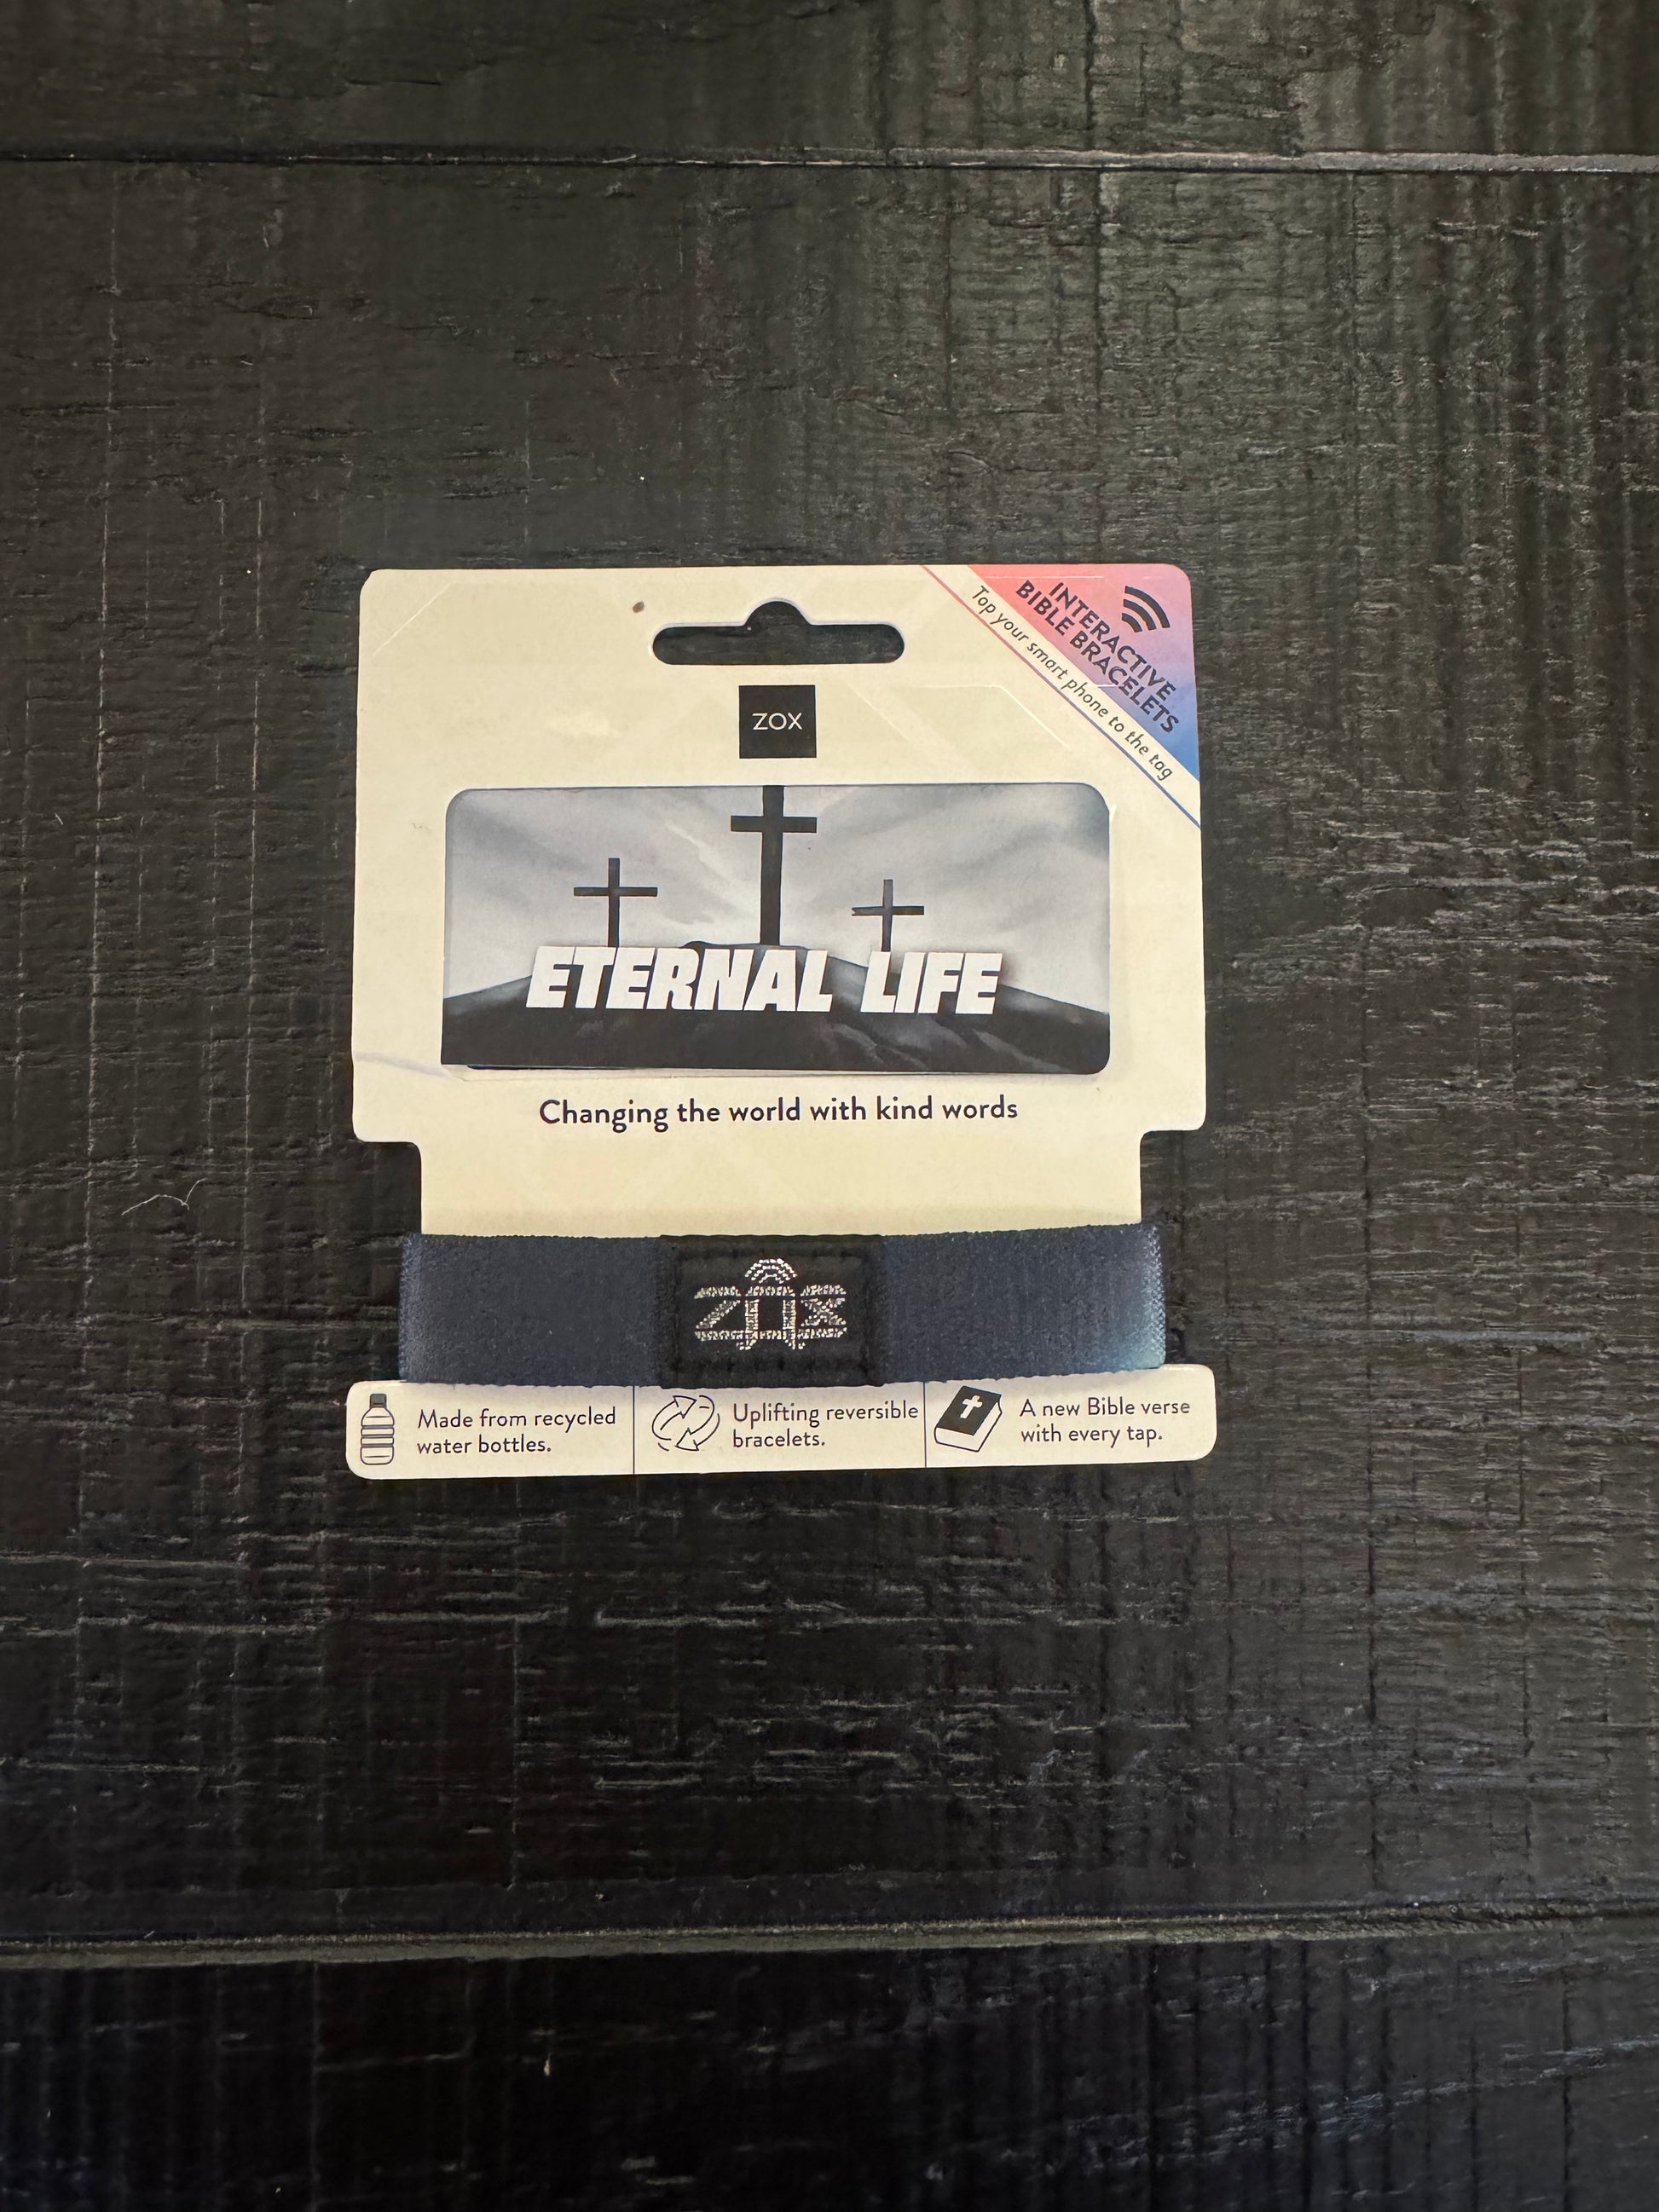 INTERACTIVE
BIBLE BRACELETS
Tap your smart phone to the tag
ZOX
ETERNAL LIFE
Changing the world with kind words
ZOX
Made from recycled
water bottles.
Uplifting reversible
bracelets.
A new Bible verse
with every tap.